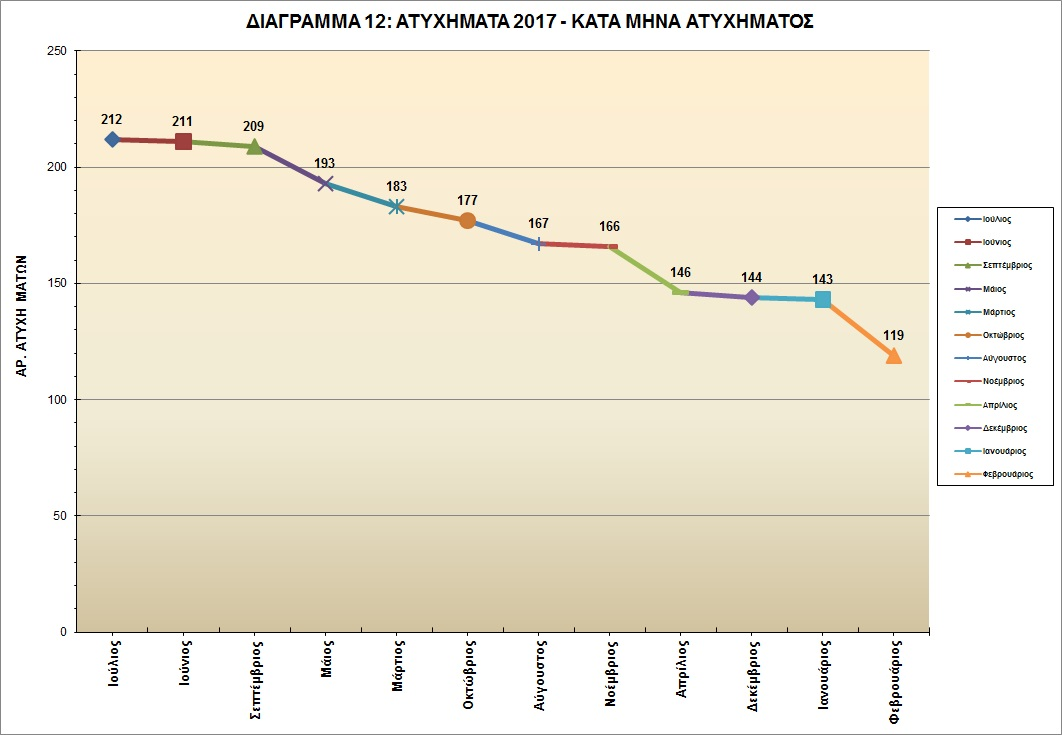 ΔΙΑΓΡΑΜΜΑ 12: ΑΤΥΧΗΜΑΤΑ 2017 - ΚΑΤΑ ΜΗΝΑ ΑΤΥΧΗΜΑΤΟΣ
ΑΡ. ΑΤΥΧΗ ΜΑΤΩΝ
250
200
150
100
50
0
212
211
209
193
183
177
167
166
146
144
143
119
Ιούλιος
Ιούνιος
Σεπτέμβριος
Μάιος
Μάρτιος
Οκτώβριος
Αύγουστος
Νοέμβριος
Απρίλιος
Δεκέμβριος
Ιανουάριος
Φεβρουάριος
Ιούλιος
Ιούνιος
Σεπτέμβριος
Μάιος
Μάρτιος
Οκτώβριος
Αύγουστος
Νοέμβριος
Απρίλιος
Δεκέμβριος
Ιανουάριος
Φεβρουάριος